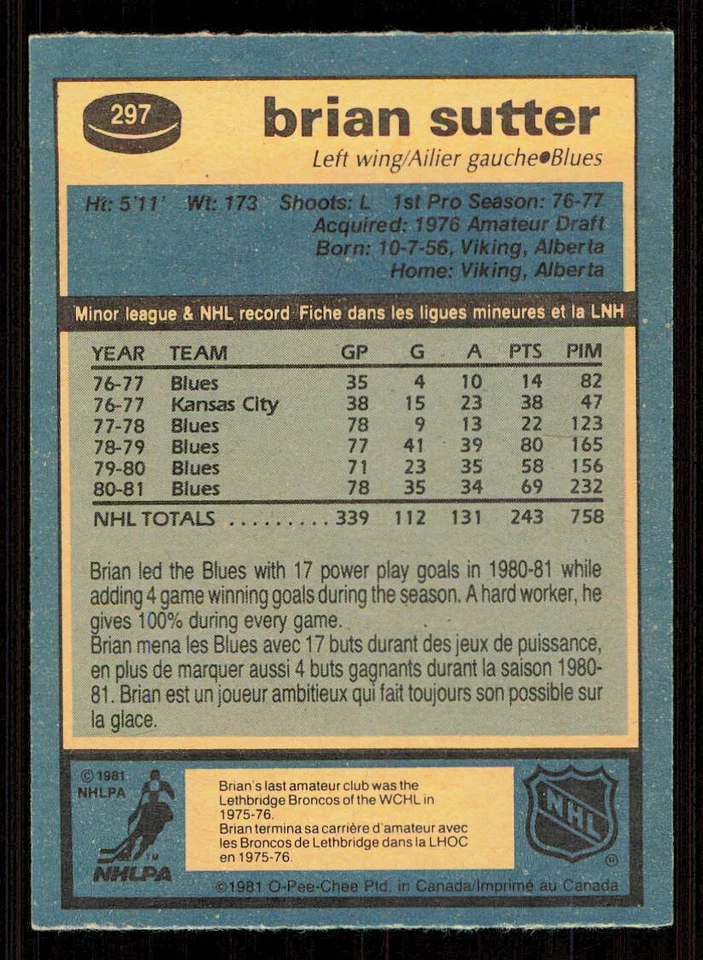 297
brian sutter
Left wing/Ailier gauche●Blues
Ht: 5'11' Wt: 173 Shoots: L 1st Pro Season: 76-77
Acquired: 1976 Amateur Draft
Born: 10-7-56, Viking, Alberta
Home: Viking, Alberta
Minor league & NHL record Fiche dans les ligues mineures et la LNH
YEAR TEAM GP G A PTS PIM
76-77 Blues 35 4 10 14 82
76-77 Kansas City 38 15 23 38 47
77-78 Blues 78 9 13 22 123
78-79 Blues 77 41 39 80 165
79-80 Blues 71 23 35 58 156
80-81 Blues 78 35 34 69 232
NHL TOTALS ......... 339 112 131 243 758
Brian led the Blues with 17 power play goals in 1980-81 while
adding 4 game winning goals during the season. A hard worker, he
gives 100% during every game.
Brian mena les Blues avec 17 buts durant des jeux de puissance,
en plus de marquer aussi 4 buts gagnants durant la saison 1980-
81. Brian est un joueur ambitieux qui fait toujours son possible sur
la glace.
© 1981
NHLPA
TM
NHLPA
Brian's last amateur club was the
Lethbridge Broncos of the WCHL in
1975-76.
Brian termina sa carrière d'amateur avec
les Broncos de Lethbridge dans la LHOC
en 1975-76.
NHL
®
©1981 O-Pee-Chee Ptd. in Canada/Imprimé au Canada